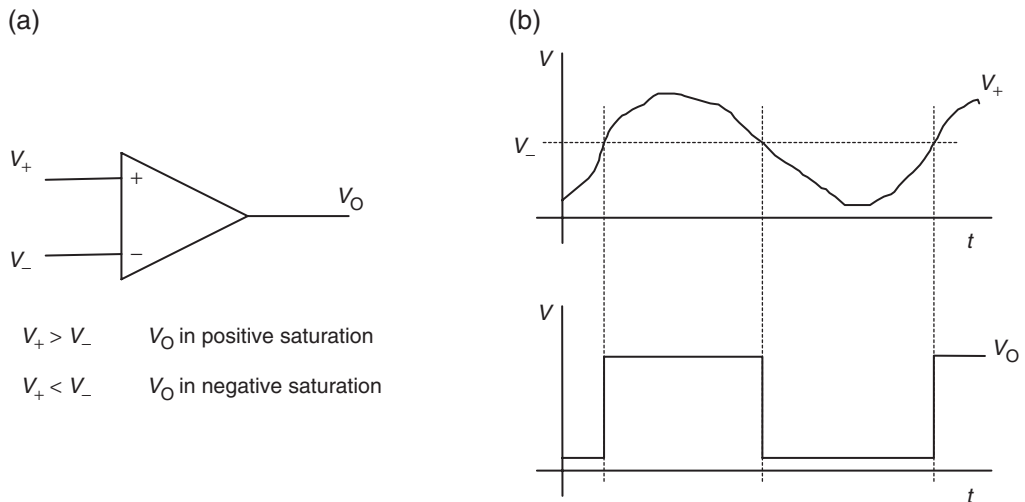 (a)
V+
+
V−
−
VO
V+ > V− VO in positive saturation
V+ < V− VO in negative saturation
(b)
V
V+
V−
t
V
VO
t